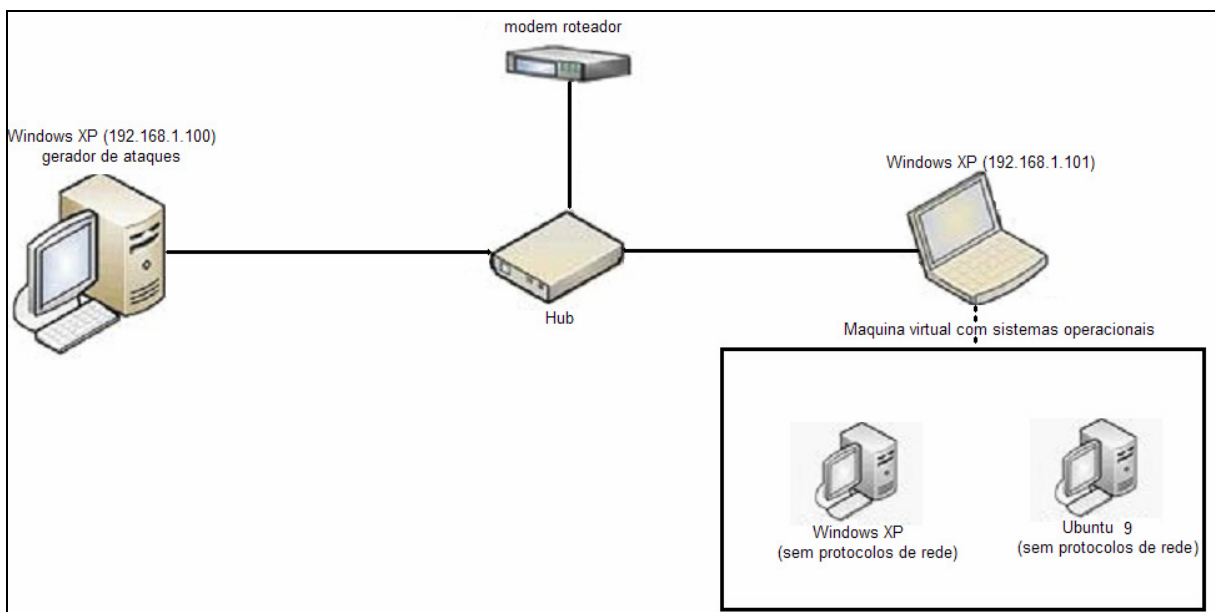 modem roteador
Windows XP (192.168.1.100)
gerador de ataques
Windows XP (192.168.1.101)
Hub
Maquina virtual com sistemas operacionais
Windows XP
(sem protocolos de rede)
Ubuntu 9
(sem protocolos de rede)